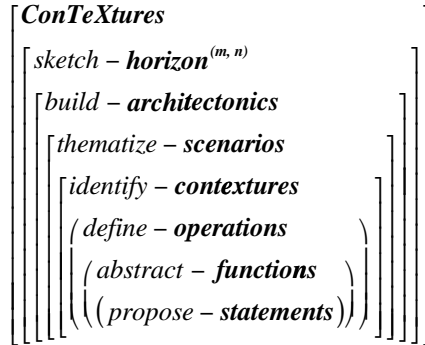 ConTeXtures
sketch – horizon(m, n)
build – architectonics
thematize – scenarios
identify – contextures
define – operations
abstract – functions
(propose – statements)